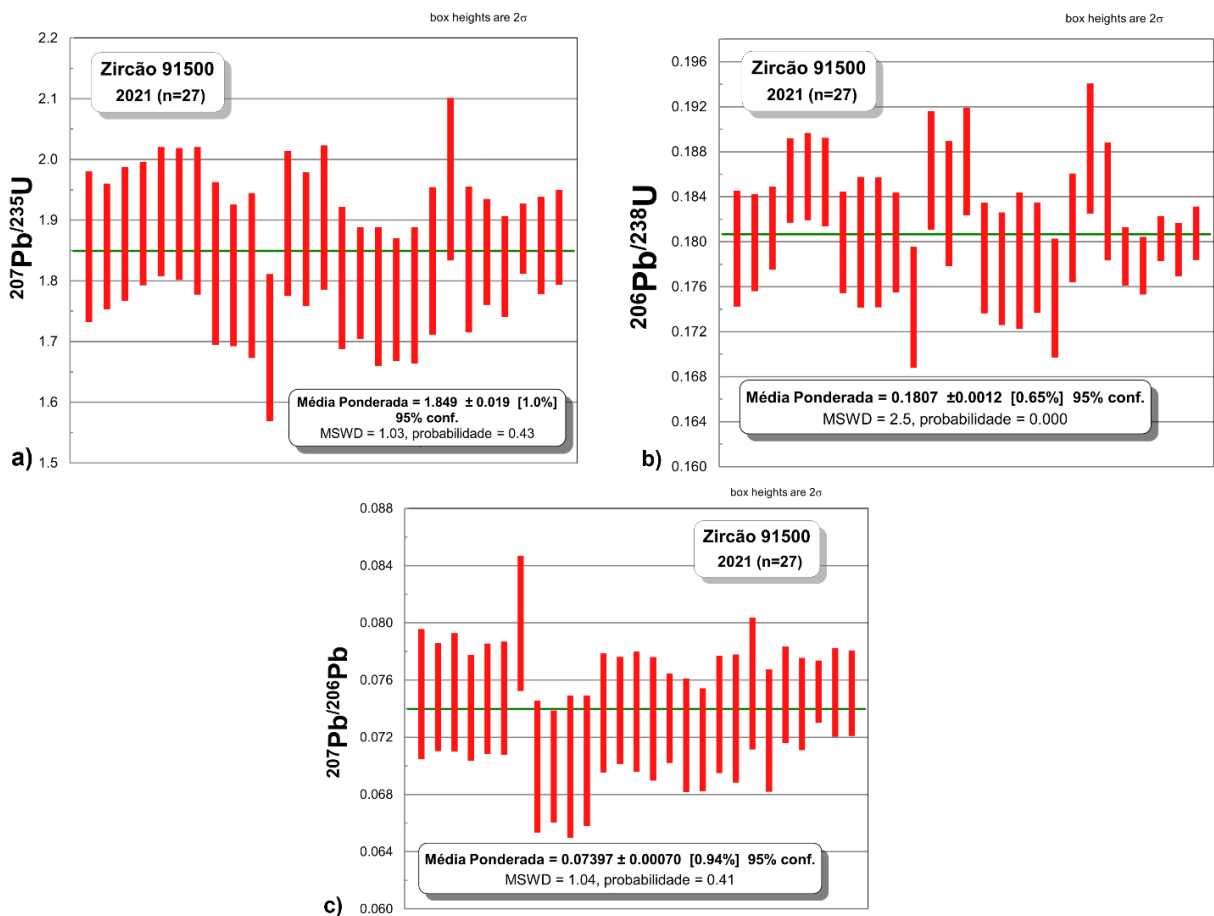 box heights are 2σ
2.2
2.1
2.0
1.9
1.8
1.7
1.6
1.5
²⁰⁷Pb/²³⁵U
Zircão 91500
2021 (n=27)
Média Ponderada = 1.849 ± 0.019 [1.0%]
95% conf.
MSWD = 1.03, probabilidade = 0.43
a)
box heights are 2σ
0.196
0.192
0.188
0.184
0.180
0.176
0.172
0.168
0.164
0.160
²⁰⁶Pb/²³⁸U
Zircão 91500
2021 (n=27)
Média Ponderada = 0.1807 ±0.0012 [0.65%] 95% conf.
MSWD = 2.5, probabilidade = 0.000
b)
box heights are 2σ
0.088
0.084
0.080
0.076
0.072
0.068
0.064
0.060
²⁰⁷Pb/²⁰⁶Pb
Zircão 91500
2021 (n=27)
Média Ponderada = 0.07397 ± 0.00070 [0.94%] 95% conf.
MSWD = 1.04, probabilidade = 0.41
c)